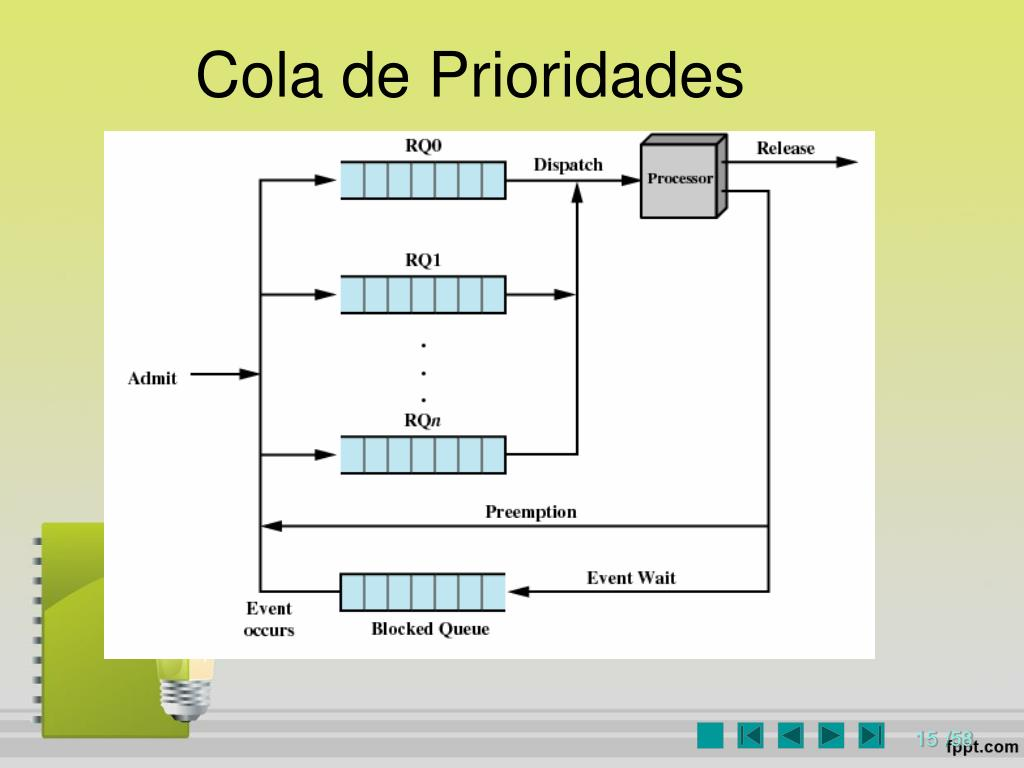 Cola de Prioridades
RQ0
Release
Dispatch
Processor
RQ1
.
.
.
Admit
RQn
Preemption
Event Wait
Event
occurs
Blocked Queue
15 /58
fppt.com